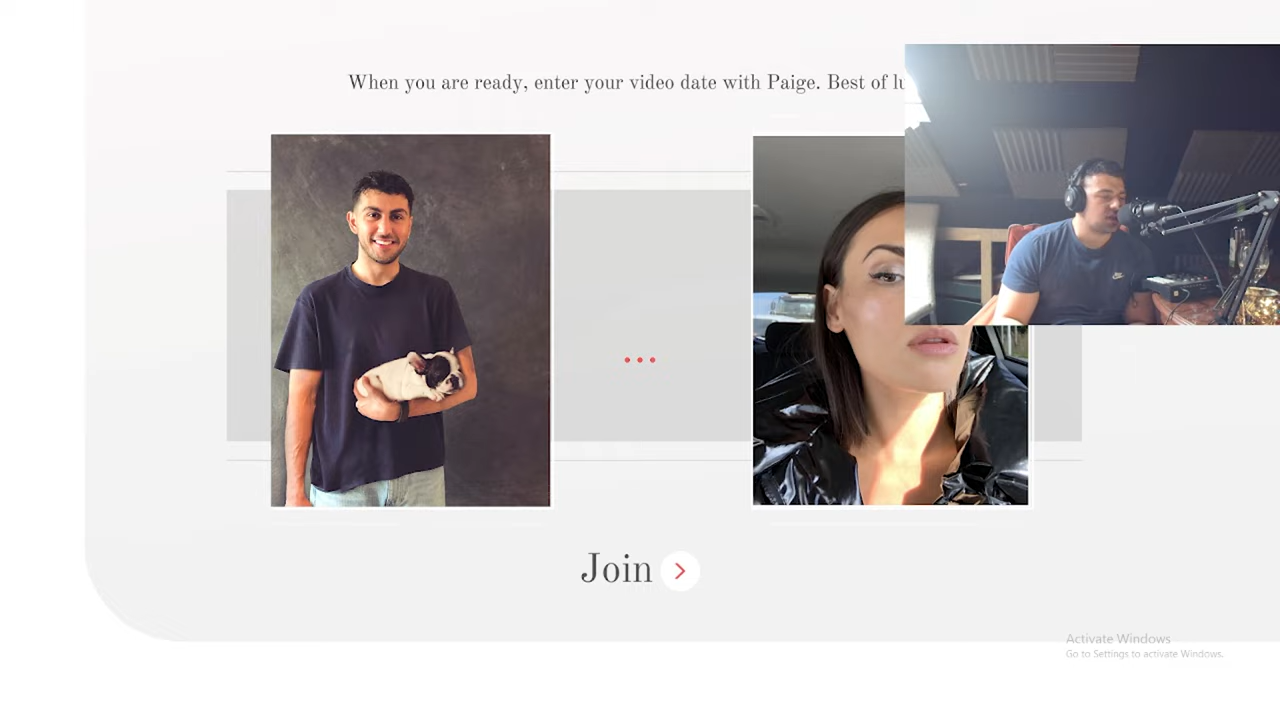 When you are ready, enter your video date with Paige. Best of
Join
Activate Windows
Go to Settings to activate Windows.